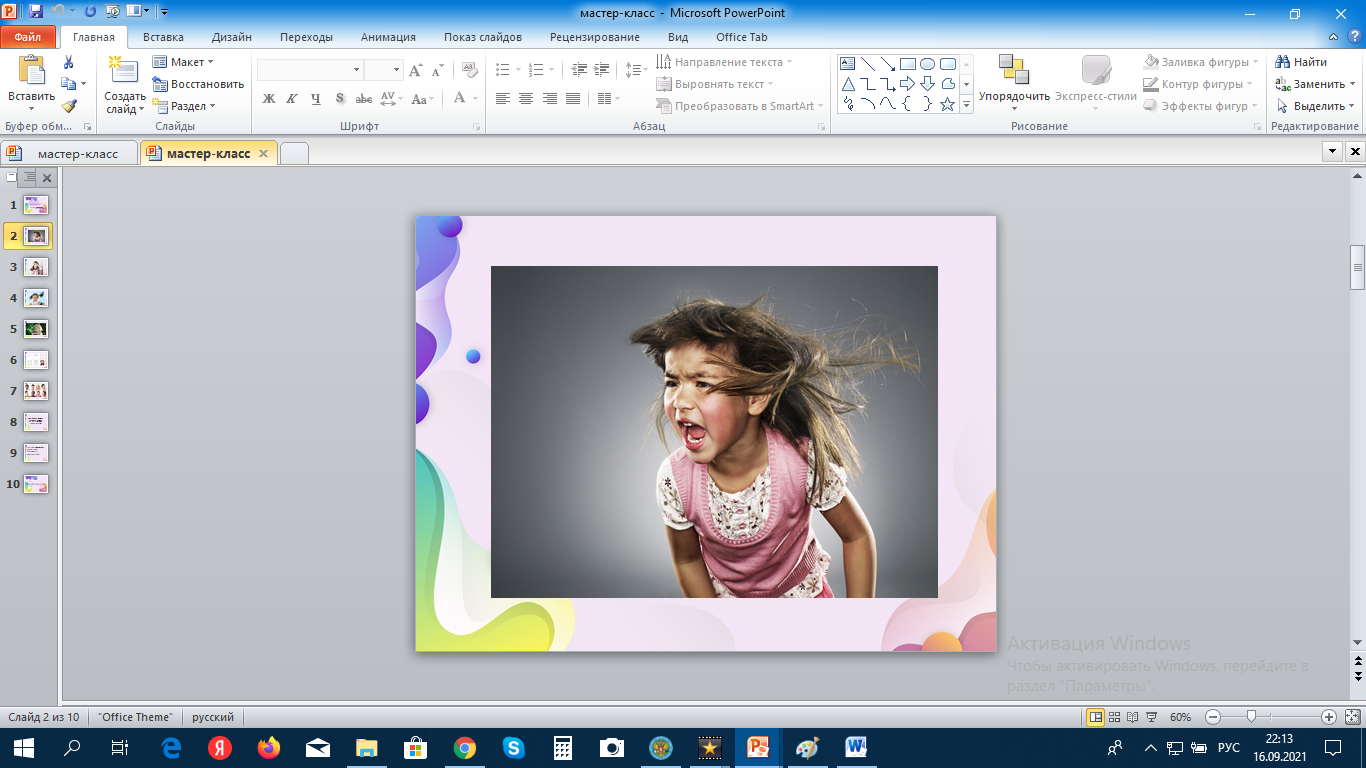 мастер-класс - Microsoft PowerPoint
Файл Главная Вставка Дизайн Переходы Анимация Показ слайдов Рецензирование Вид Office Tab
Вставить
Создать слайд
Макет
Восстановить
Раздел
Ж К Ч S abc AV Aa А
Направление текста
Выровнять текст
Преобразовать в SmartArt
Упорядочить
Экспресс-стили
Заливка фигуры
Контур фигуры
Эффекты фигур
Найти
Заменить
Выделить
Буфер обм... Слайды Шрифт Абзац Рисование Редактирование
мастер-класс мастер-класс
1
2
3
4
5
6
7
8
9
10
Активация Windows
Чтобы активировать Windows, перейдите в
раздел "Параметры".
Слайд 2 из 10 "Office Theme" русский 60%
РУС 22:13
16.09.2021